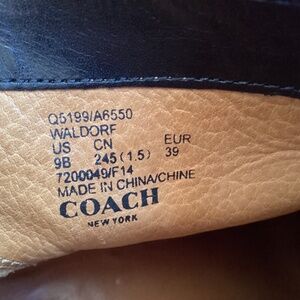 Q5199/A6550
WALDORF
US CN EUR
9B 245 (1.5) 39
7200049/F14
MADE IN CHINA/CHINE
COACH
NEW YORK